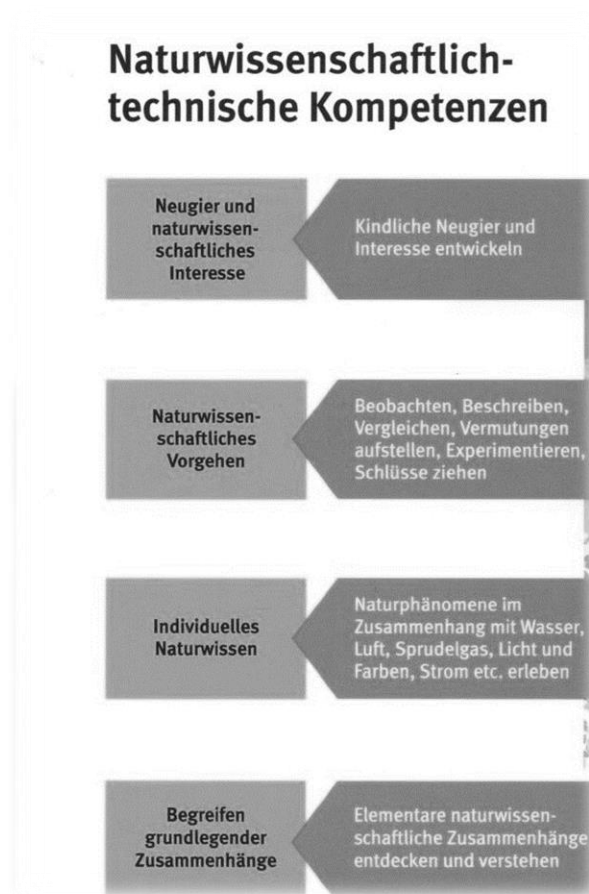 Naturwissenschaftlich-
technische Kompetenzen
Neugier und
naturwissen-
schaftliches
Interesse
Kindliche Neugier und
Interesse entwickeln
Naturwissen-
schaftliches
Vorgehen
Beobachten, Beschreiben,
Vergleichen, Vermutungen
aufstellen, Experimentieren,
Schlüsse ziehen
Individuelles
Naturwissen
Naturphänomene im
Zusammenhang mit Wasser,
Luft, Sprudelgas, Licht und
Farben, Strom etc. erleben
Begreifen
grundlegender
Zusammenhänge
Elementare naturwissen-
schaftliche Zusammenhänge
entdecken und verstehen